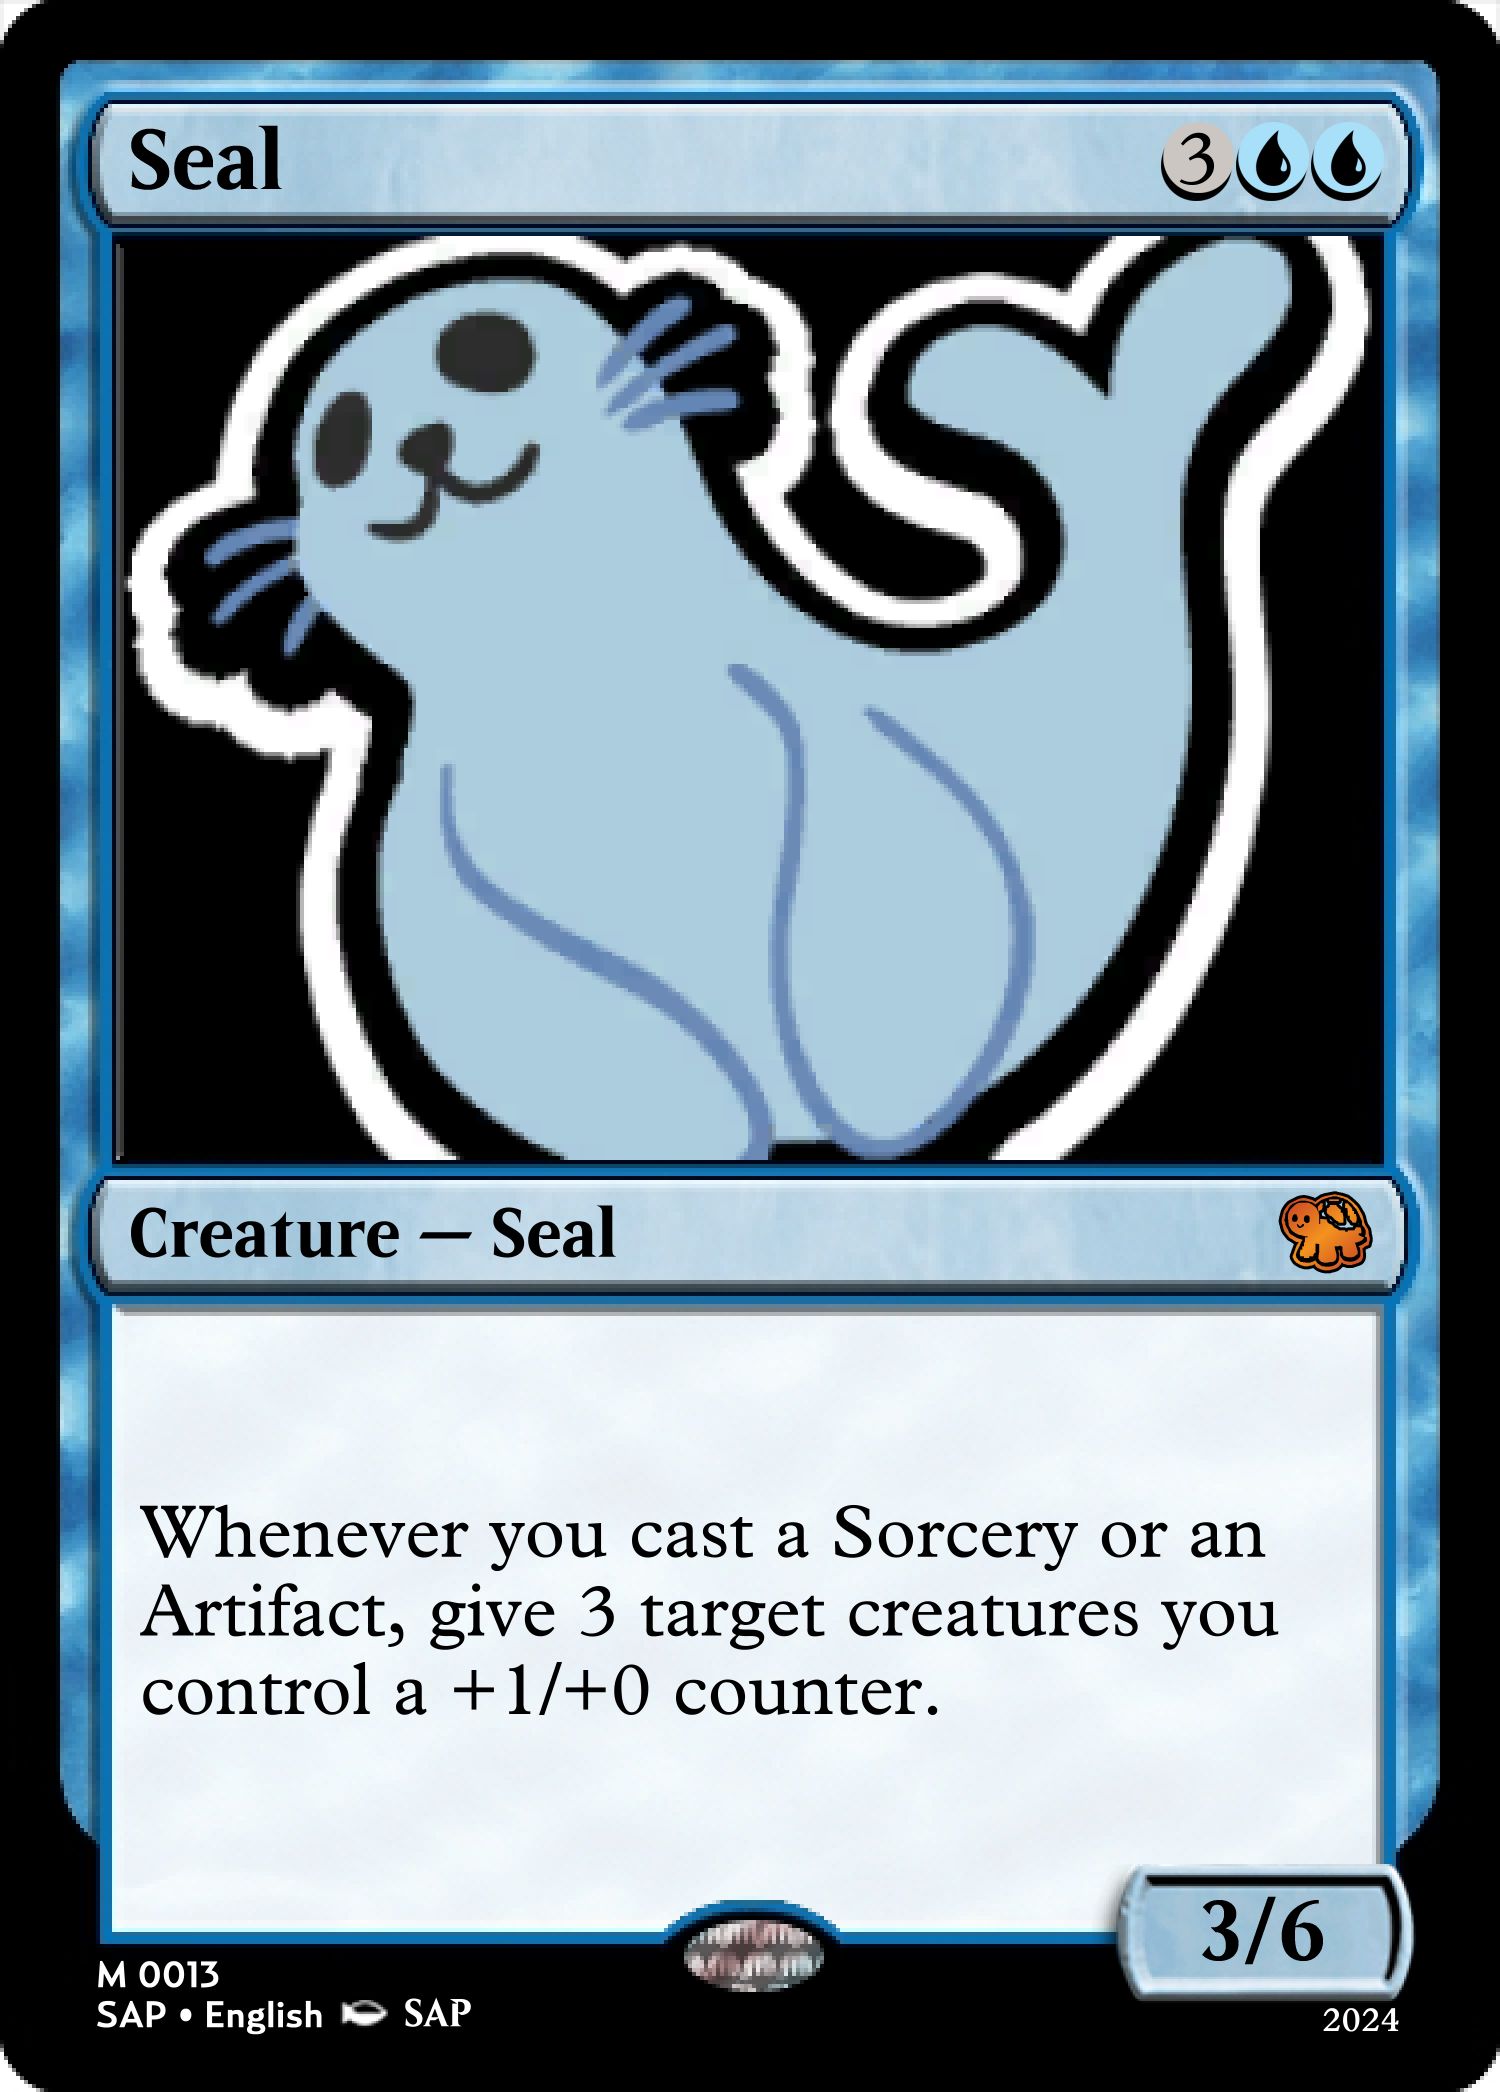 Seal 3
Creature — Seal
Whenever you cast a Sorcery or an
Artifact, give 3 target creatures you
control a +1/+0 counter.
3/6
M 0013
SAP • English SAP
2024